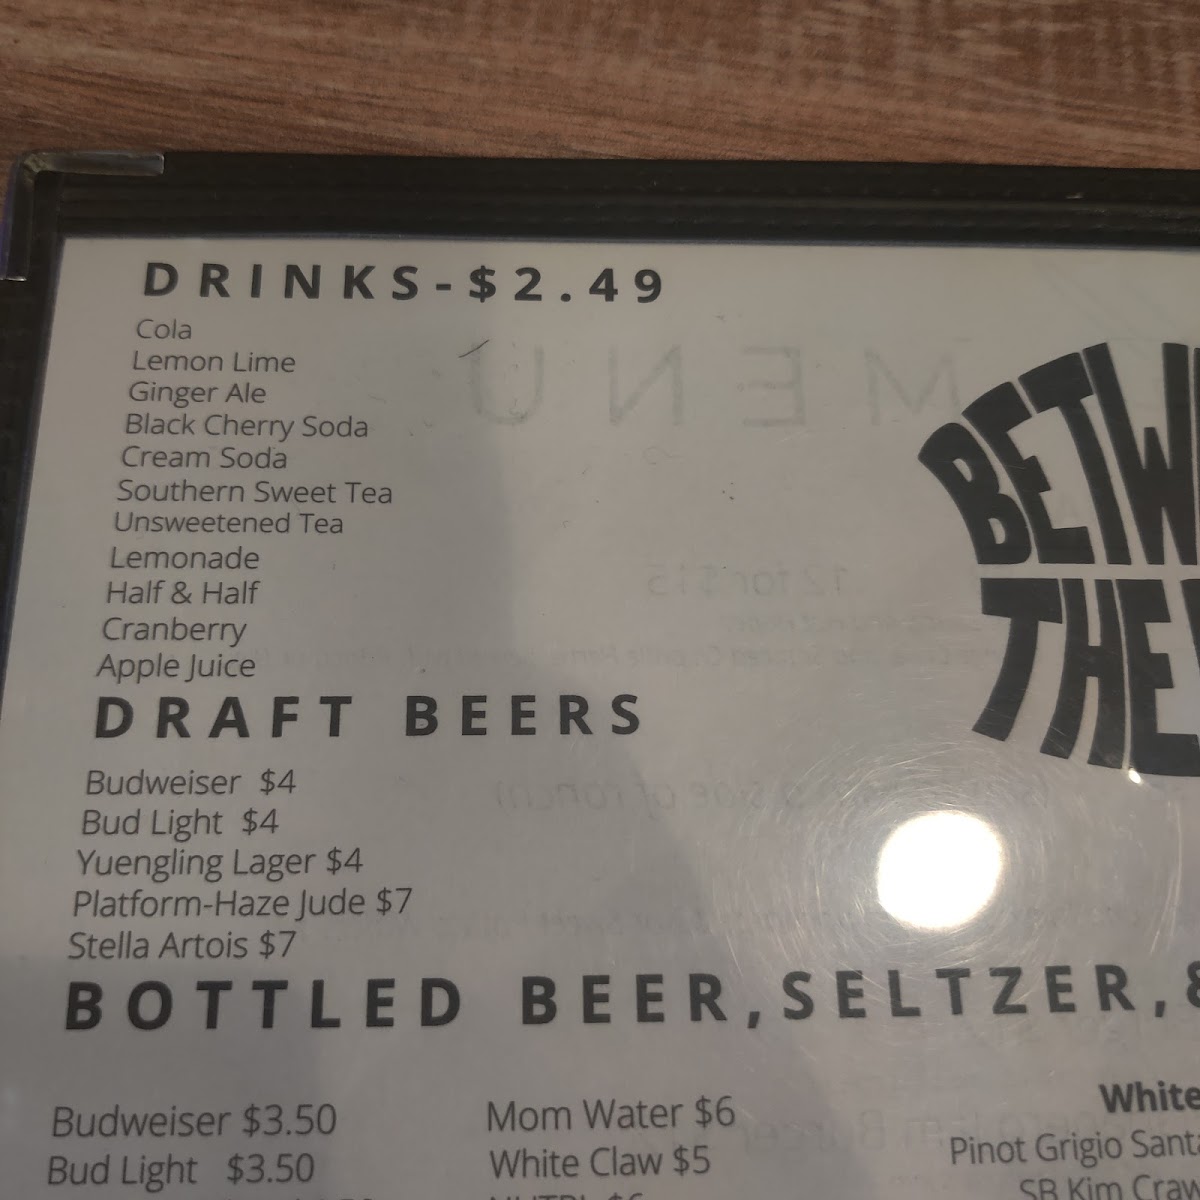 DRINKS-$2.49
Cola
Lemon Lime
Ginger Ale
Black Cherry Soda
Cream Soda
Southern Sweet Tea
Unsweetened Tea
Lemonade
Half & Half
Cranberry
Apple Juice
THE
DRAFT BEERS
Budweiser $4
Bud Light $4
Yuengling Lager $4
Platform-Haze Jude $7
Stella Artois $7
BOTTLED BEER, SELTZER, &
Budweiser $3.50
Bud Light $3.50
Mom Water $6
White Claw $5
White
Pinot Grigio
SB Kim